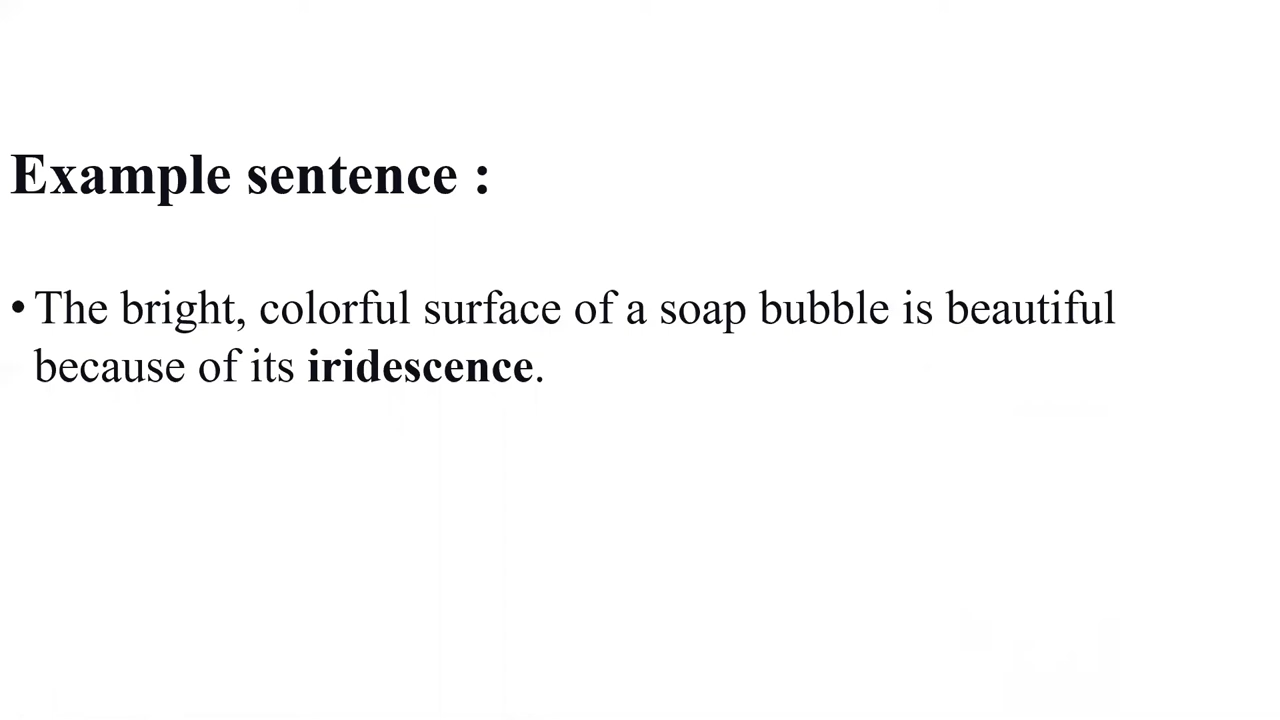 Example sentence :
• The bright, colorful surface of a soap bubble is beautiful
because of its iridescence.